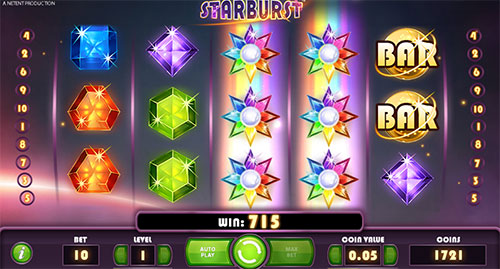 A NETENT PRODUCTION
STARBURST
4
2
6
9
10
1
8
7
3
5
BAR
BAR
4
2
6
9
10
1
8
7
3
5
WIN: 715
BET
10
LEVEL
1
AUTO
PLAY
MAX
BET
COIN VALUE
0.05
COINS
1721